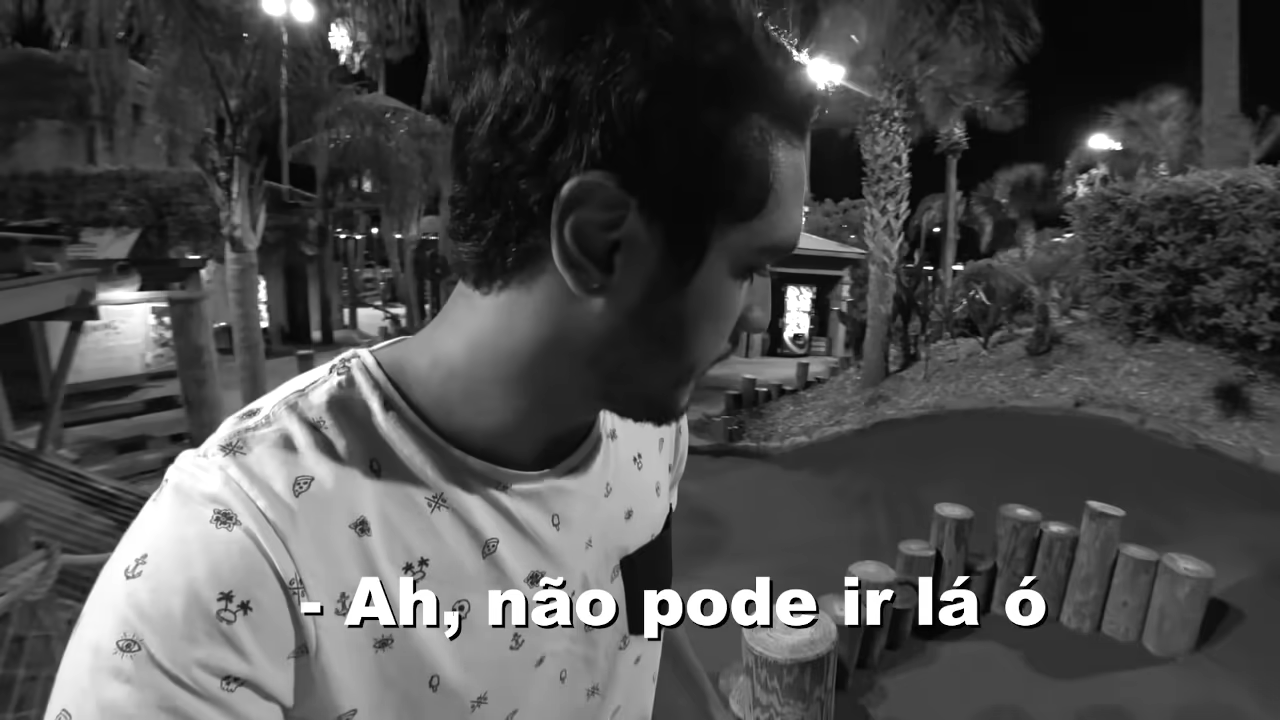 - Ah, não pode ir lá ó